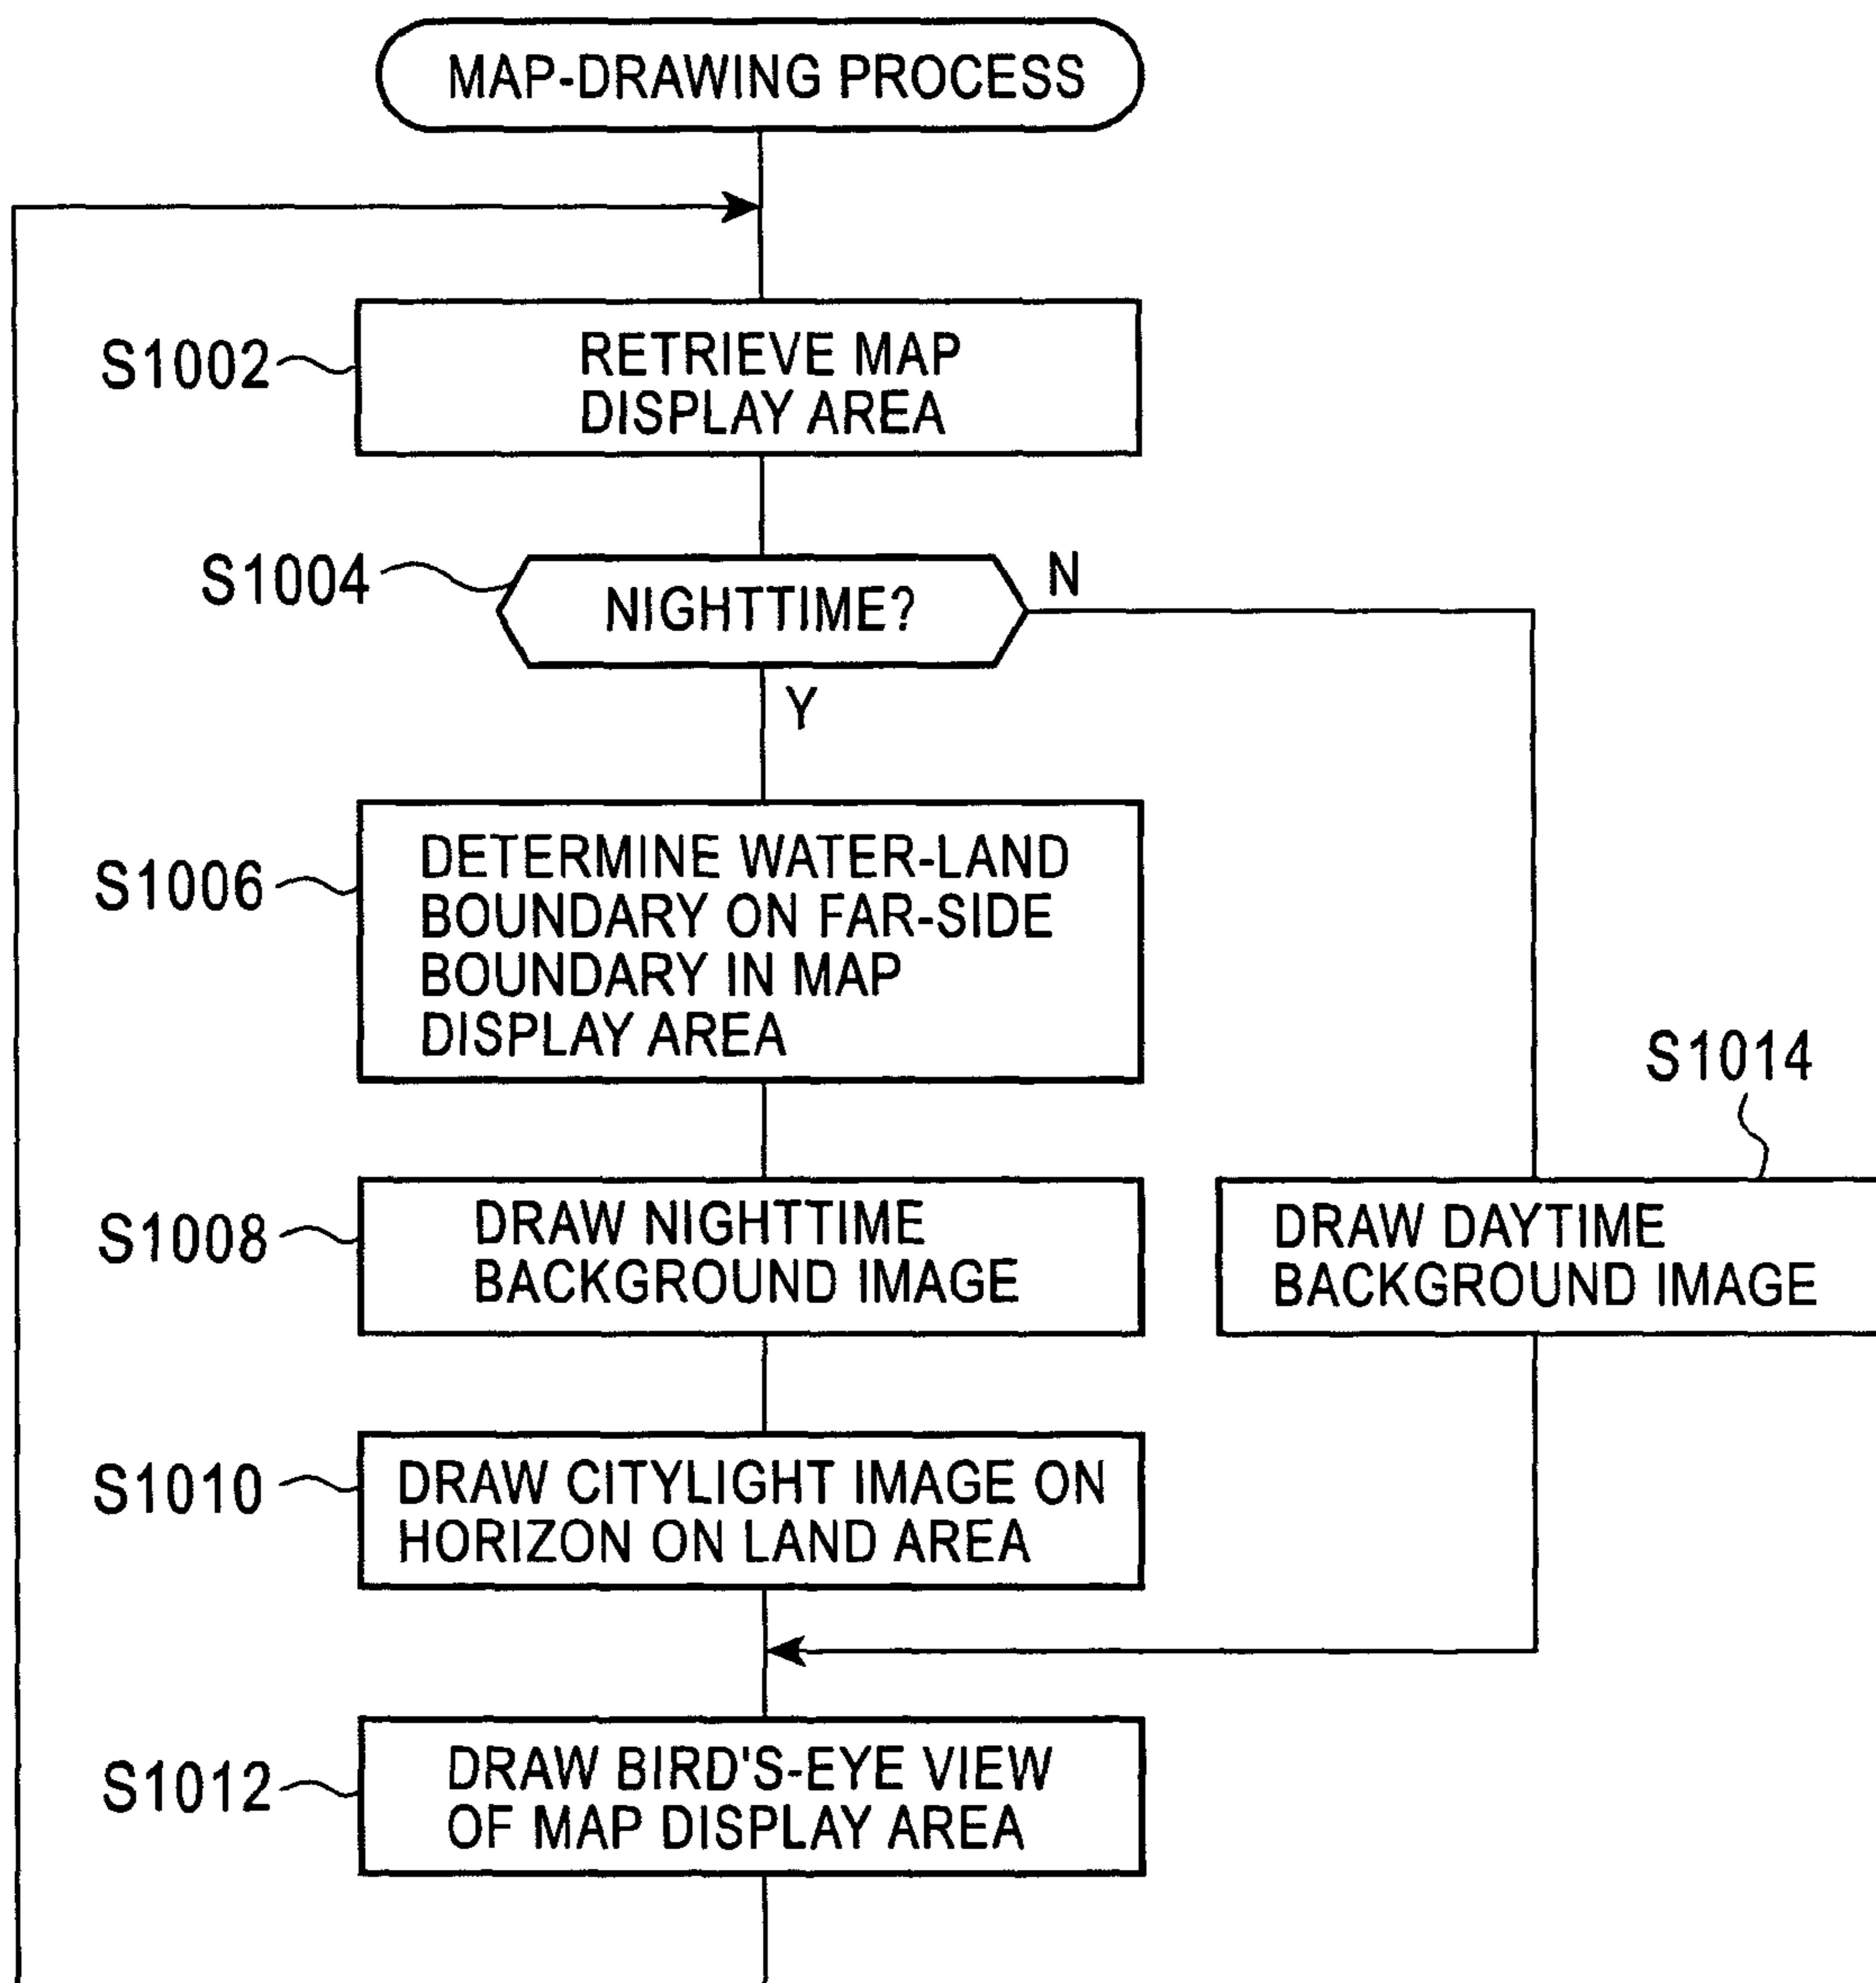 MAP-DRAWING PROCESS
S1002
RETRIEVE MAP
DISPLAY AREA
S1004
NIGHTTIME?
N
Y
S1006
DETERMINE WATER-LAND
BOUNDARY ON FAR-SIDE
BOUNDARY IN MAP
DISPLAY AREA
S1014
S1008
DRAW NIGHTTIME
BACKGROUND IMAGE
DRAW DAYTIME
BACKGROUND IMAGE
S1010
DRAW CITYLIGHT IMAGE ON
HORIZON ON LAND AREA
S1012
DRAW BIRD'S-EYE VIEW
OF MAP DISPLAY AREA